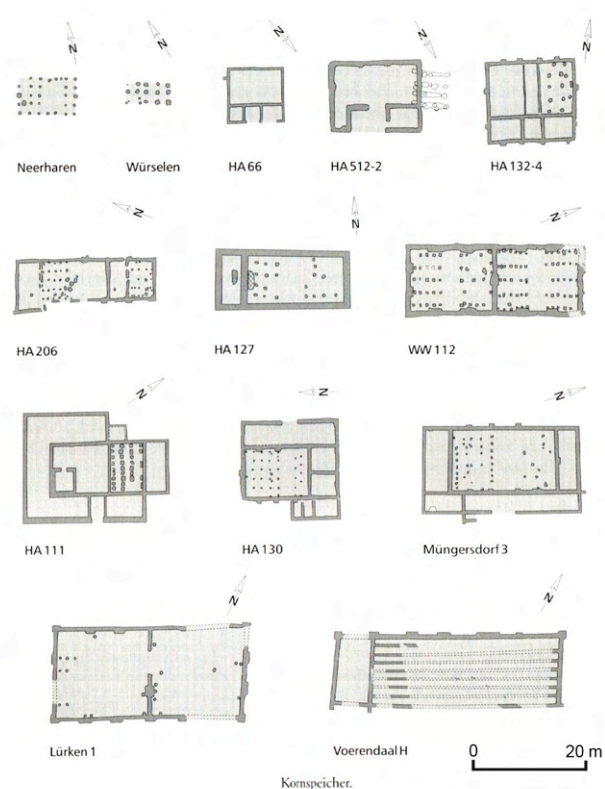 N N N N N
Neerharen Würselen HA 66 HA 512-2 HA 132-4
N N N
HA 206 HA 127 WW 112
N N N
HA 111 HA 130 Müngersdorf 3
N N
Lürken 1 Voerendaal H
0 20 m
Kornspeicher.